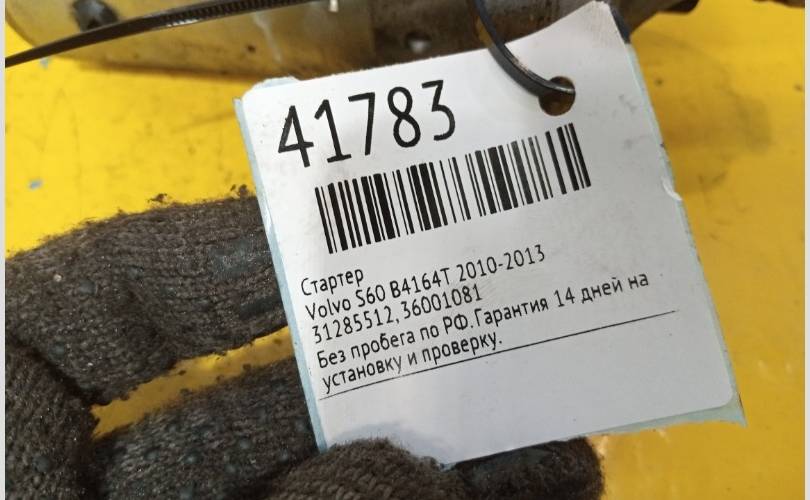 41783
Стартер
Volvo S60 B4164T 2010-2013
31285512, 36001081
Без пробега по РФ.Гарантия 14 дней на
установку и проверку.